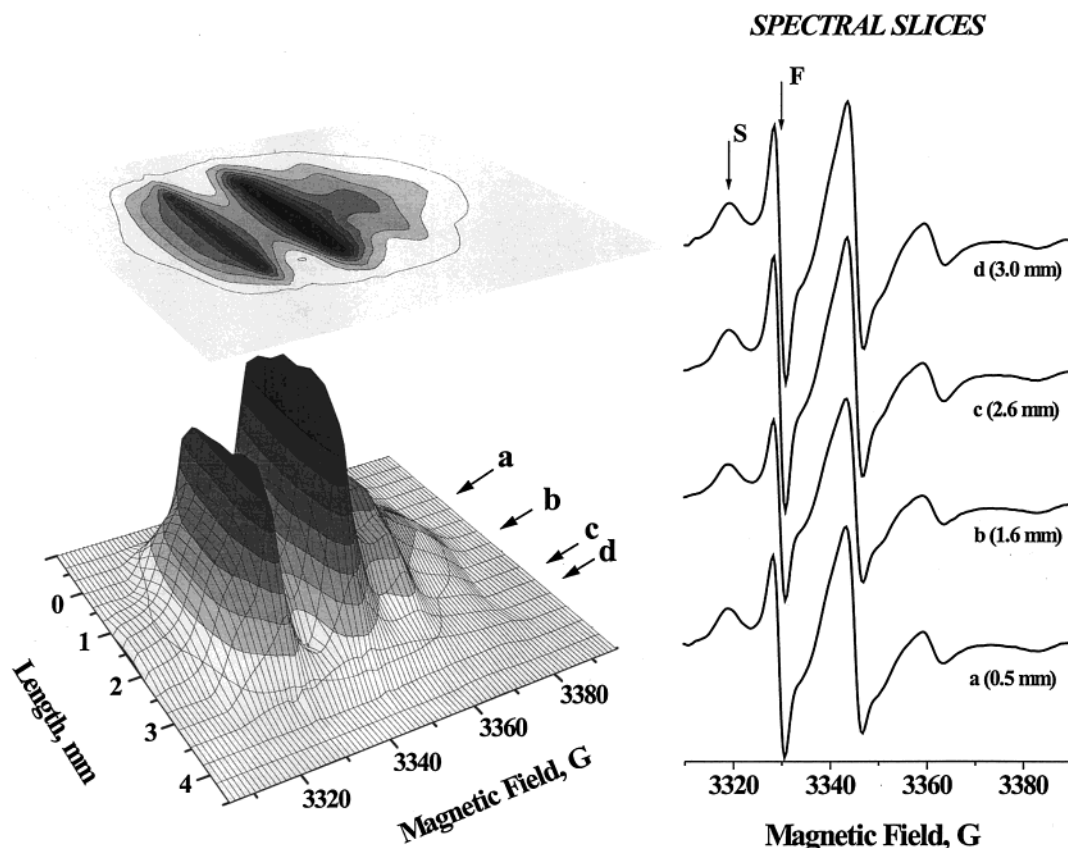 SPECTRAL SLICES
F
S
d (3.0 mm)
c (2.6 mm)
b (1.6 mm)
a (0.5 mm)
3320 3340 3360 3380
Magnetic Field, G
a
b
c
d
0
1
2
3
4
Length, mm
3320
3340
3360
3380
Magnetic Field, G